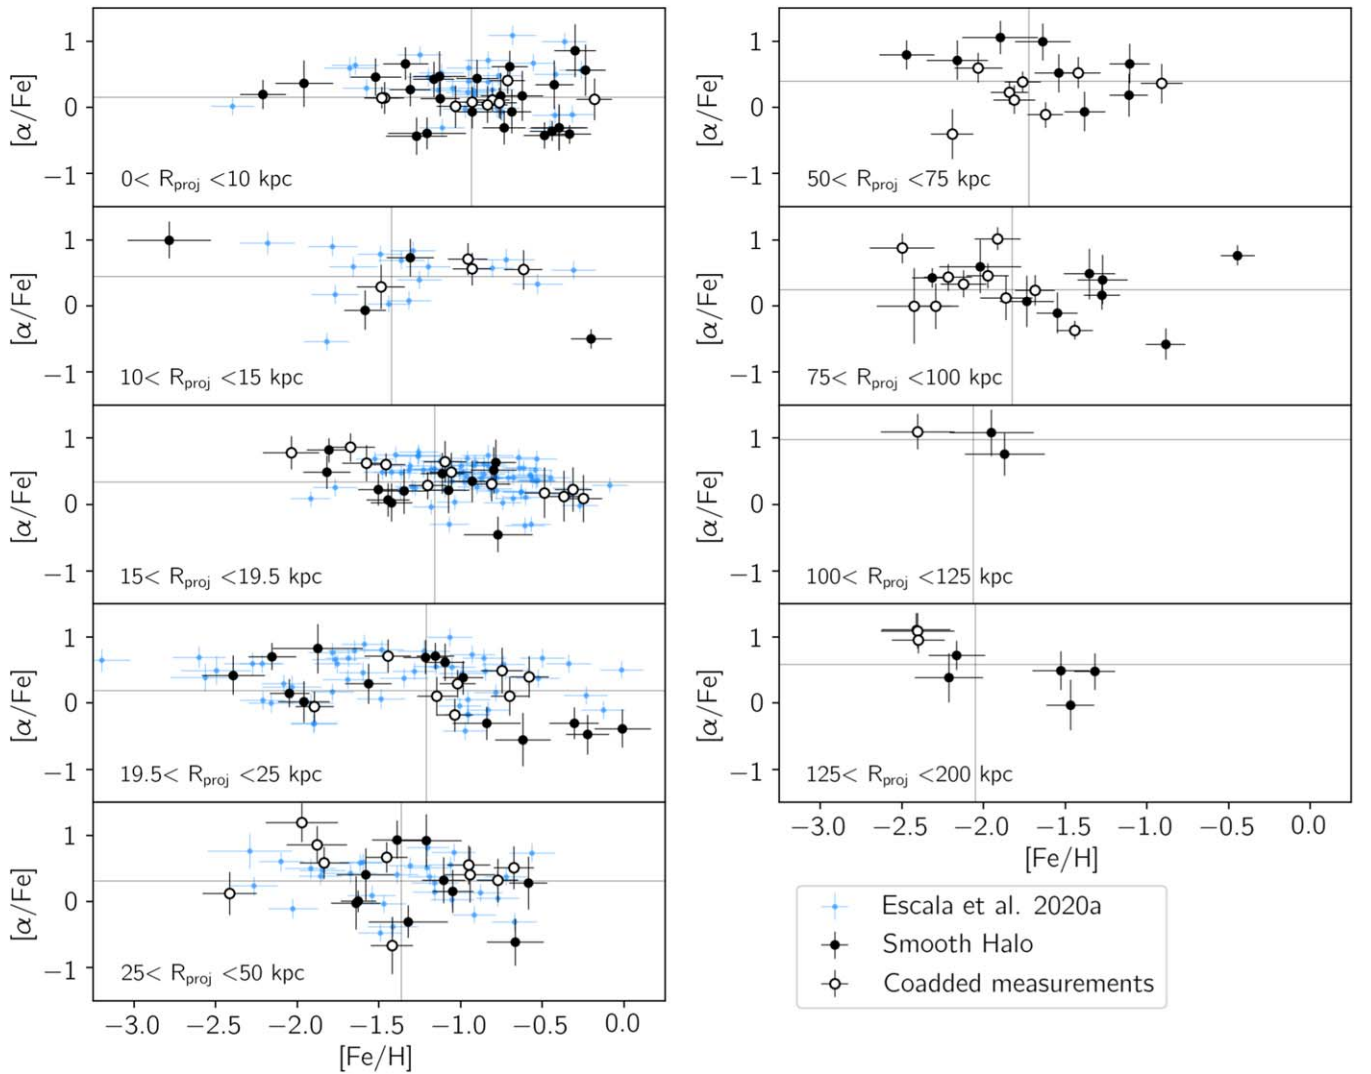 1
0
−1
[α/Fe]
0< Rproj <10 kpc
1
0
−1
[α/Fe]
10< Rproj <15 kpc
1
0
−1
[α/Fe]
15< Rproj <19.5 kpc
1
0
−1
[α/Fe]
19.5< Rproj <25 kpc
1
0
−1
[α/Fe]
25< Rproj <50 kpc
−3.0 −2.5 −2.0 −1.5 −1.0 −0.5 0.0
[Fe/H]
1
0
−1
[α/Fe]
50< Rproj <75 kpc
1
0
−1
[α/Fe]
75< Rproj <100 kpc
1
0
−1
[α/Fe]
100< Rproj <125 kpc
1
0
−1
[α/Fe]
125< Rproj <200 kpc
−3.0 −2.5 −2.0 −1.5 −1.0 −0.5 0.0
[Fe/H]
Escala et al. 2020a
Smooth Halo
Coadded measurements